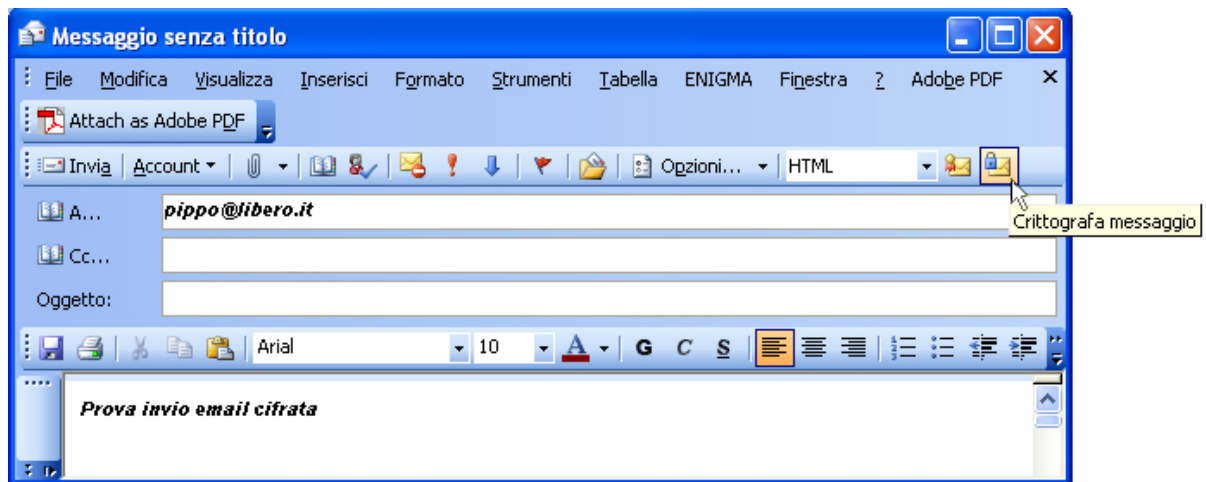 Messaggio senza titolo
File Modifica Visualizza Inserisci Formato Strumenti Tabella ENIGMA Finestra ? Adobe PDF
Attach as Adobe PDF
Invia Account Opzioni... HTML
A... pippo@libero.it
Crittografa messaggio
Cc...
Oggetto:
Arial 10 A G C S
Prova invio email cifrata